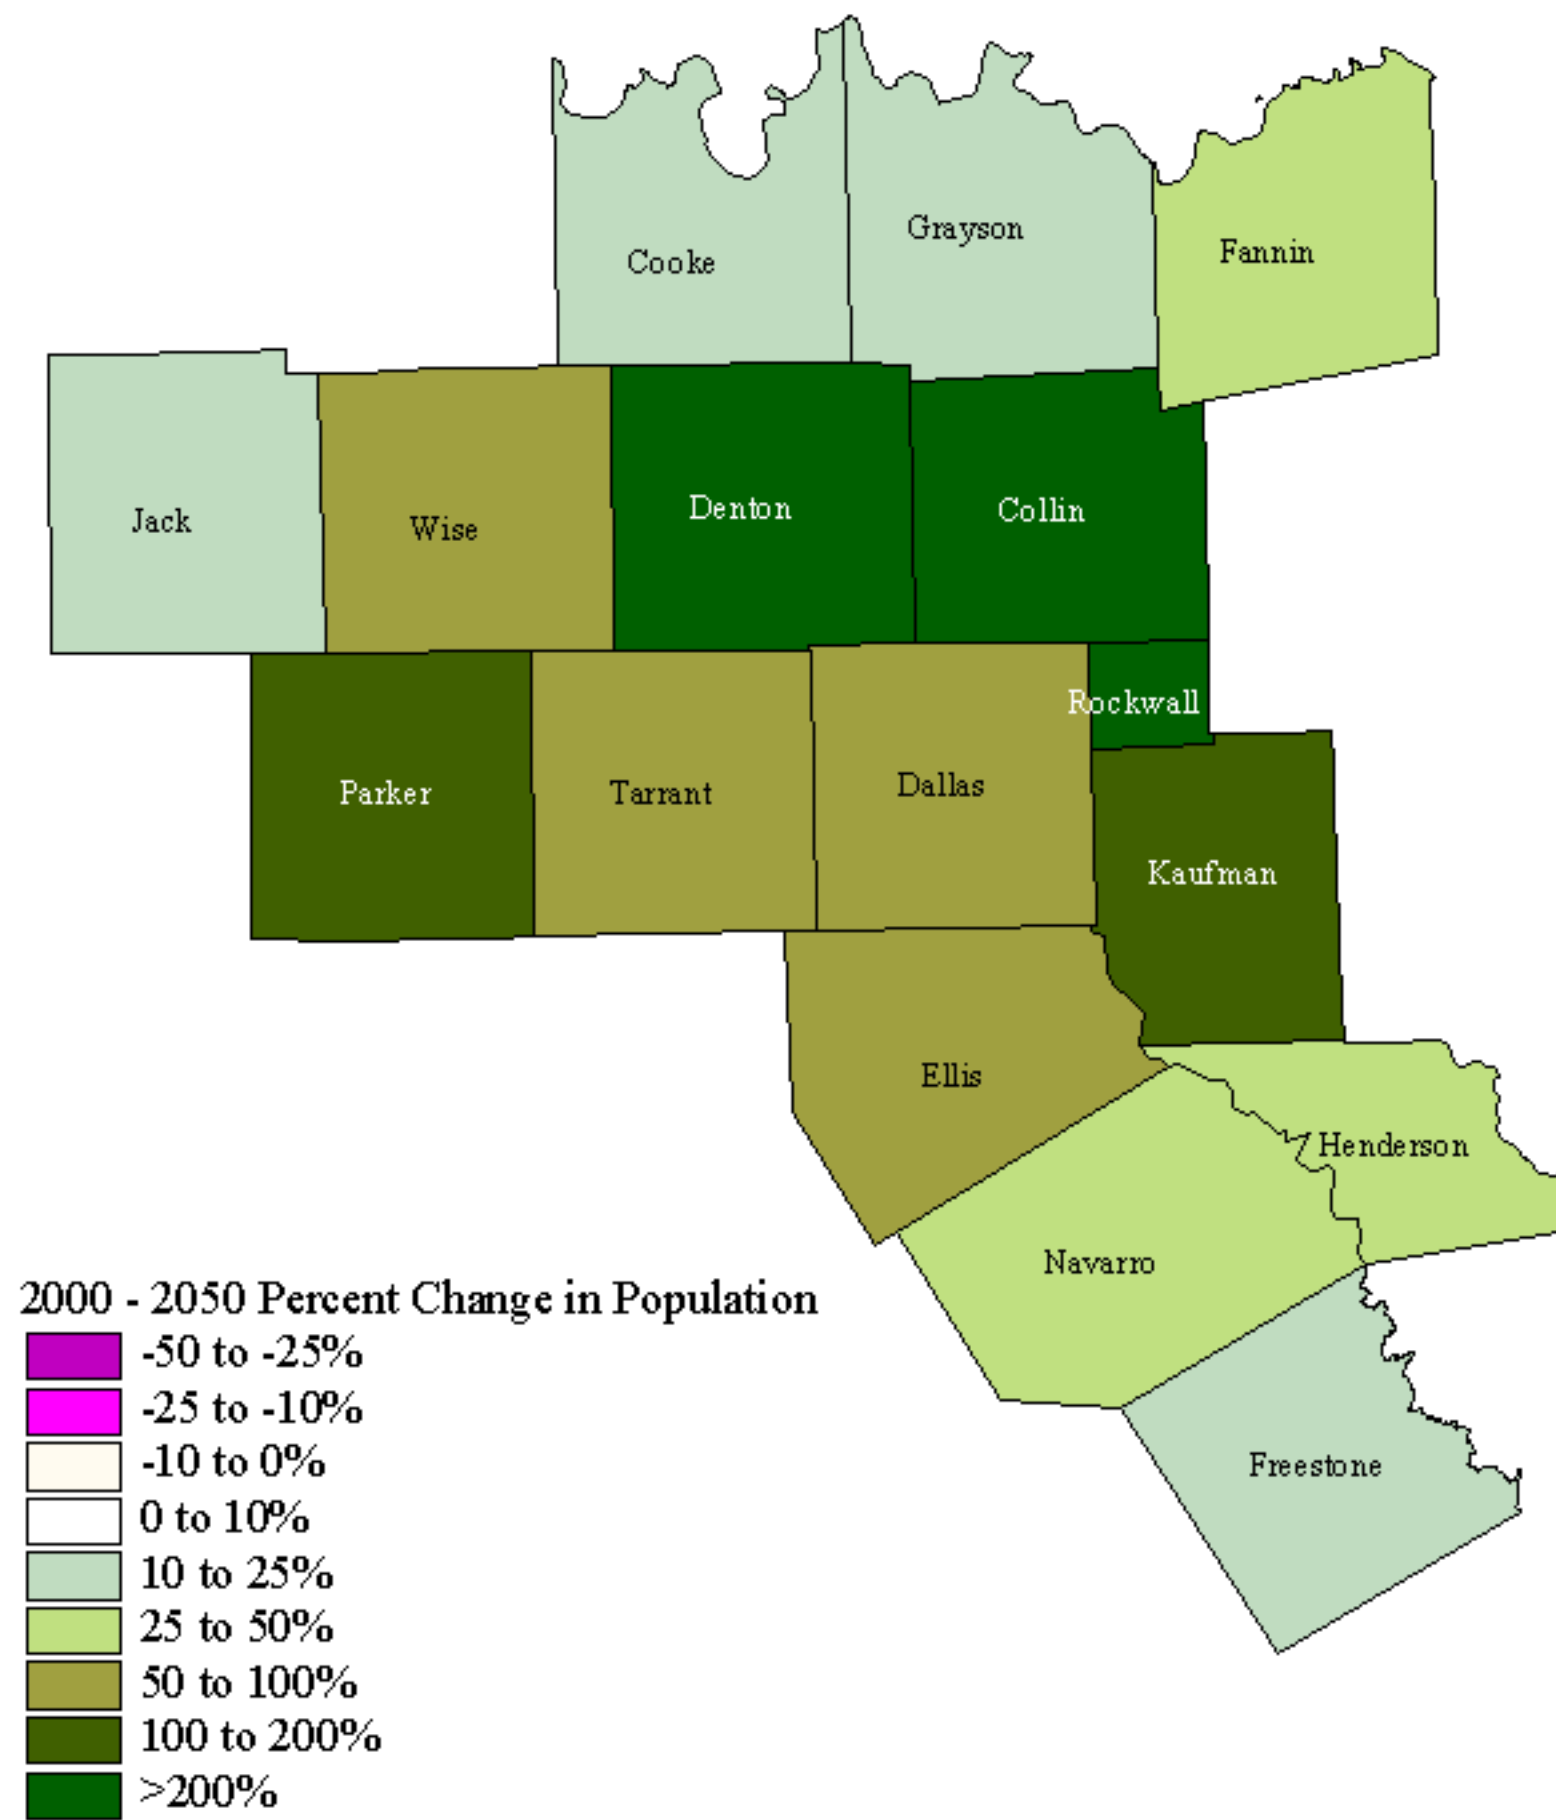 Grayson
Fannin
Cooke
Denton
Collin
Jack
Wise
Rockwall
Dallas
Parker
Tarrant
Kaufman
Ellis
Henderson
Navarro
Freestone
2000 - 2050 Percent Change in Population
-50 to -25%
-25 to -10%
-10 to 0%
0 to 10%
10 to 25%
25 to 50%
50 to 100%
100 to 200%
>200%